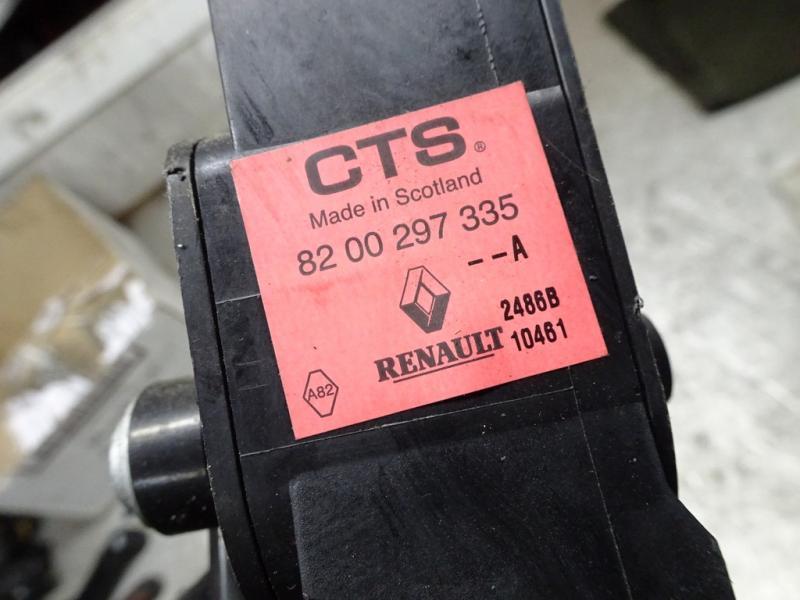 CTS®
Made in Scotland
82 00 297 335
--A
2486B
10461
RENAULT
A82